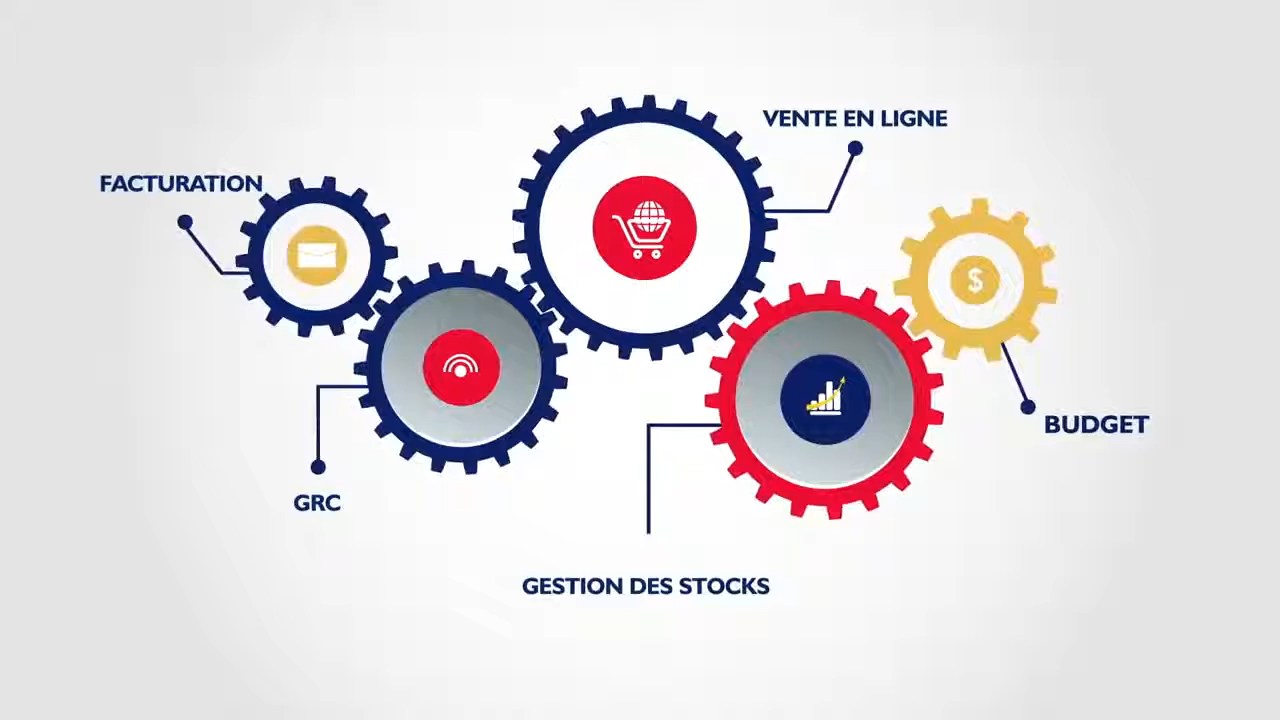 VENTE EN LIGNE
FACTURATION
$
BUDGET
GRC
GESTION DES STOCKS